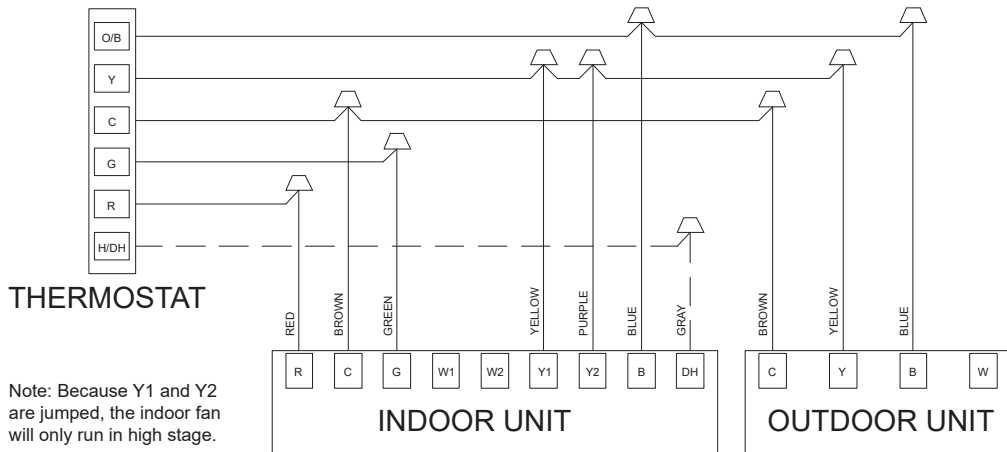 O/B
Y
C
G
R
H/DH
THERMOSTAT
RED
BROWN
GREEN
YELLOW
PURPLE
BLUE
GRAY
BROWN
YELLOW
BLUE
R
C
G
W1
W2
Y1
Y2
B
DH
C
Y
B
W
INDOOR UNIT
OUTDOOR UNIT
Note: Because Y1 and Y2
are jumped, the indoor fan
will only run in high stage.